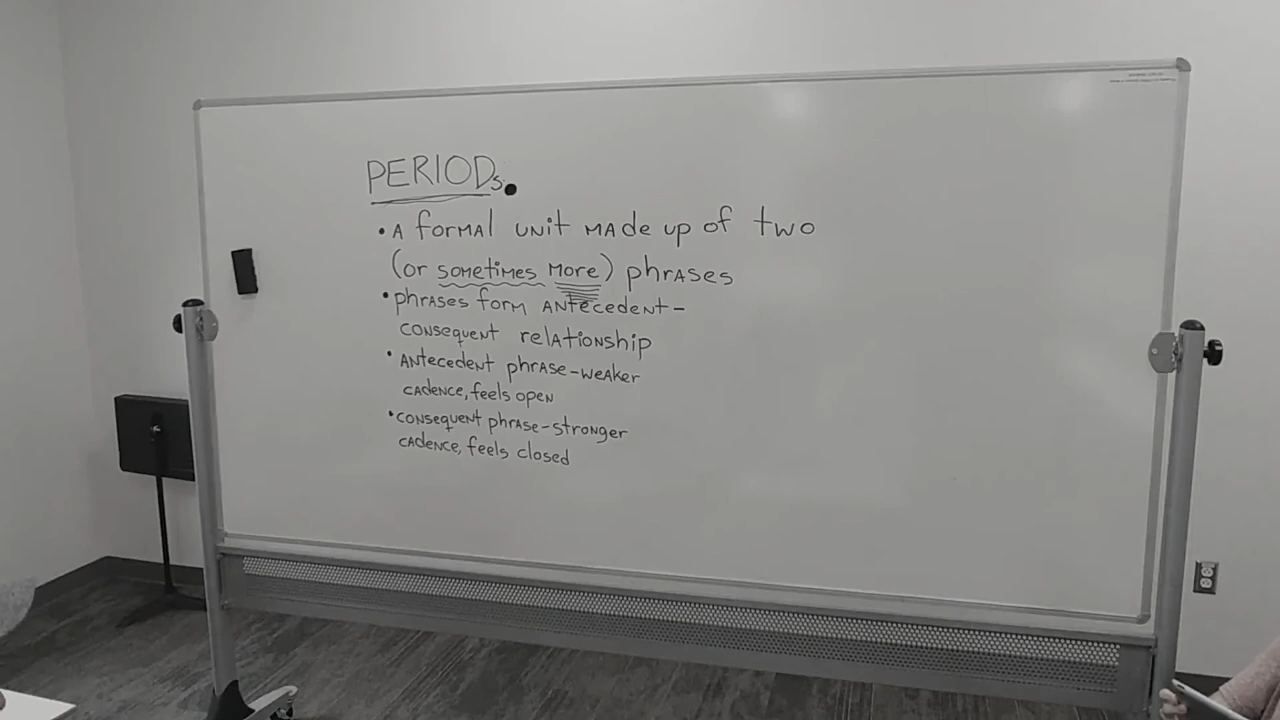 PERIODs.
• A formal unit made up of two
(or sometimes more) phrases
• phrases form antecedent-
consequent relationship
• Antecedent phrase-weaker
cadence, feels open
• consequent phrase-stronger
cadence, feels closed